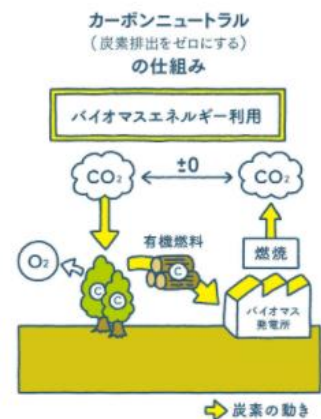 カーボンニュートラル
(炭素排出をゼロにする)
の仕組み
バイオマスエネルギー利用
CO2
±0
CO2
有機燃料
燃焼
O2
C
C
C
バイオマス
発電所
炭素の動き